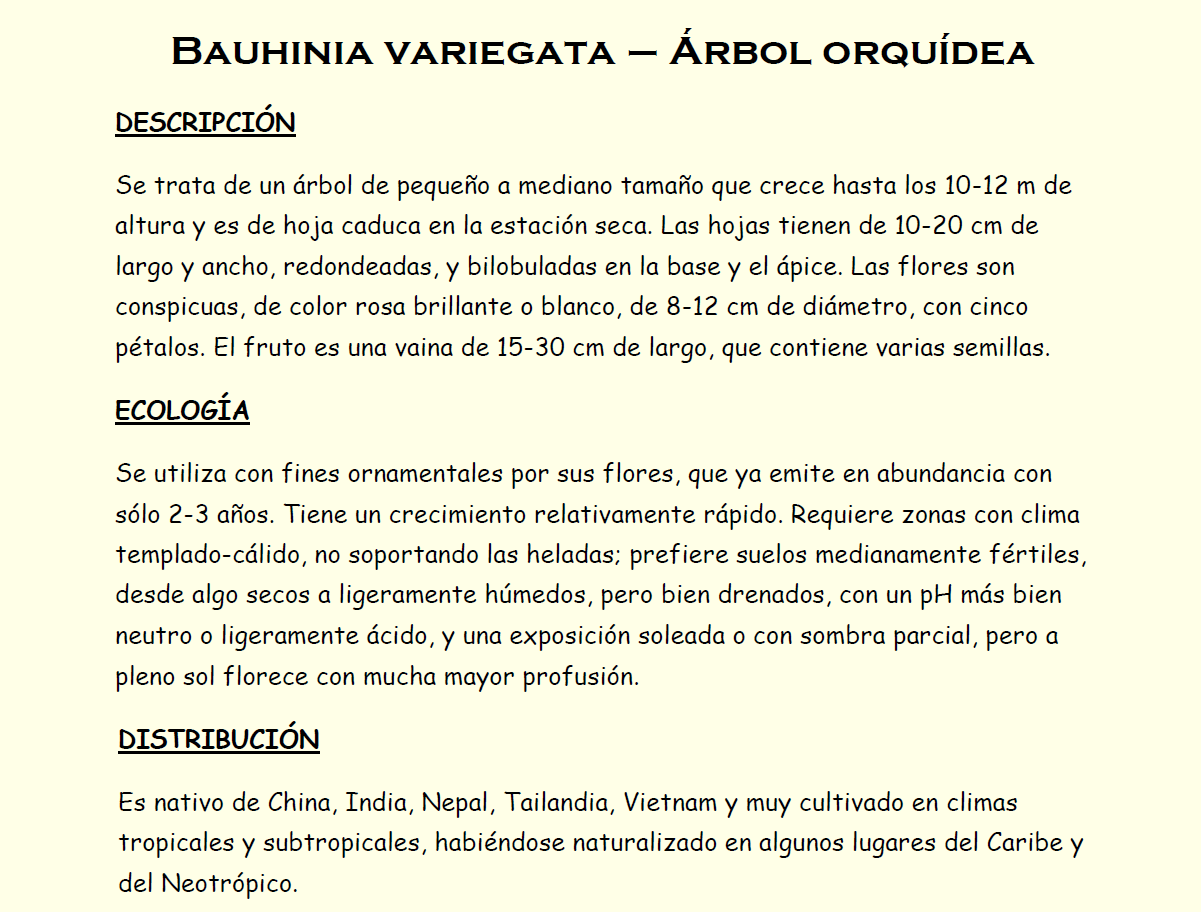 BAUHINIA VARIEGATA – ÁRBOL ORQUÍDEA
DESCRIPCIÓN
Se trata de un árbol de pequeño a mediano tamaño que crece hasta los 10-12 m de
altura y es de hoja caduca en la estación seca. Las hojas tienen de 10-20 cm de
largo y ancho, redondeadas, y bilobuladas en la base y el ápice. Las flores son
conspicuas, de color rosa brillante o blanco, de 8-12 cm de diámetro, con cinco
pétalos. El fruto es una vaina de 15-30 cm de largo, que contiene varias semillas.
ECOLOGÍA
Se utiliza con fines ornamentales por sus flores, que ya emite en abundancia con
sólo 2-3 años. Tiene un crecimiento relativamente rápido. Requiere zonas con clima
templado-cálido, no soportando las heladas; prefiere suelos medianamente fértiles,
desde algo secos a ligeramente húmedos, pero bien drenados, con un pH más bien
neutro o ligeramente ácido, y una exposición soleada o con sombra parcial, pero a
pleno sol florece con mucha mayor profusión.
DISTRIBUCIÓN
Es nativo de China, India, Nepal, Tailandia, Vietnam y muy cultivado en climas
tropicales y subtropicales, habiéndose naturalizado en algunos lugares del Caribe y
del Neotrópico.